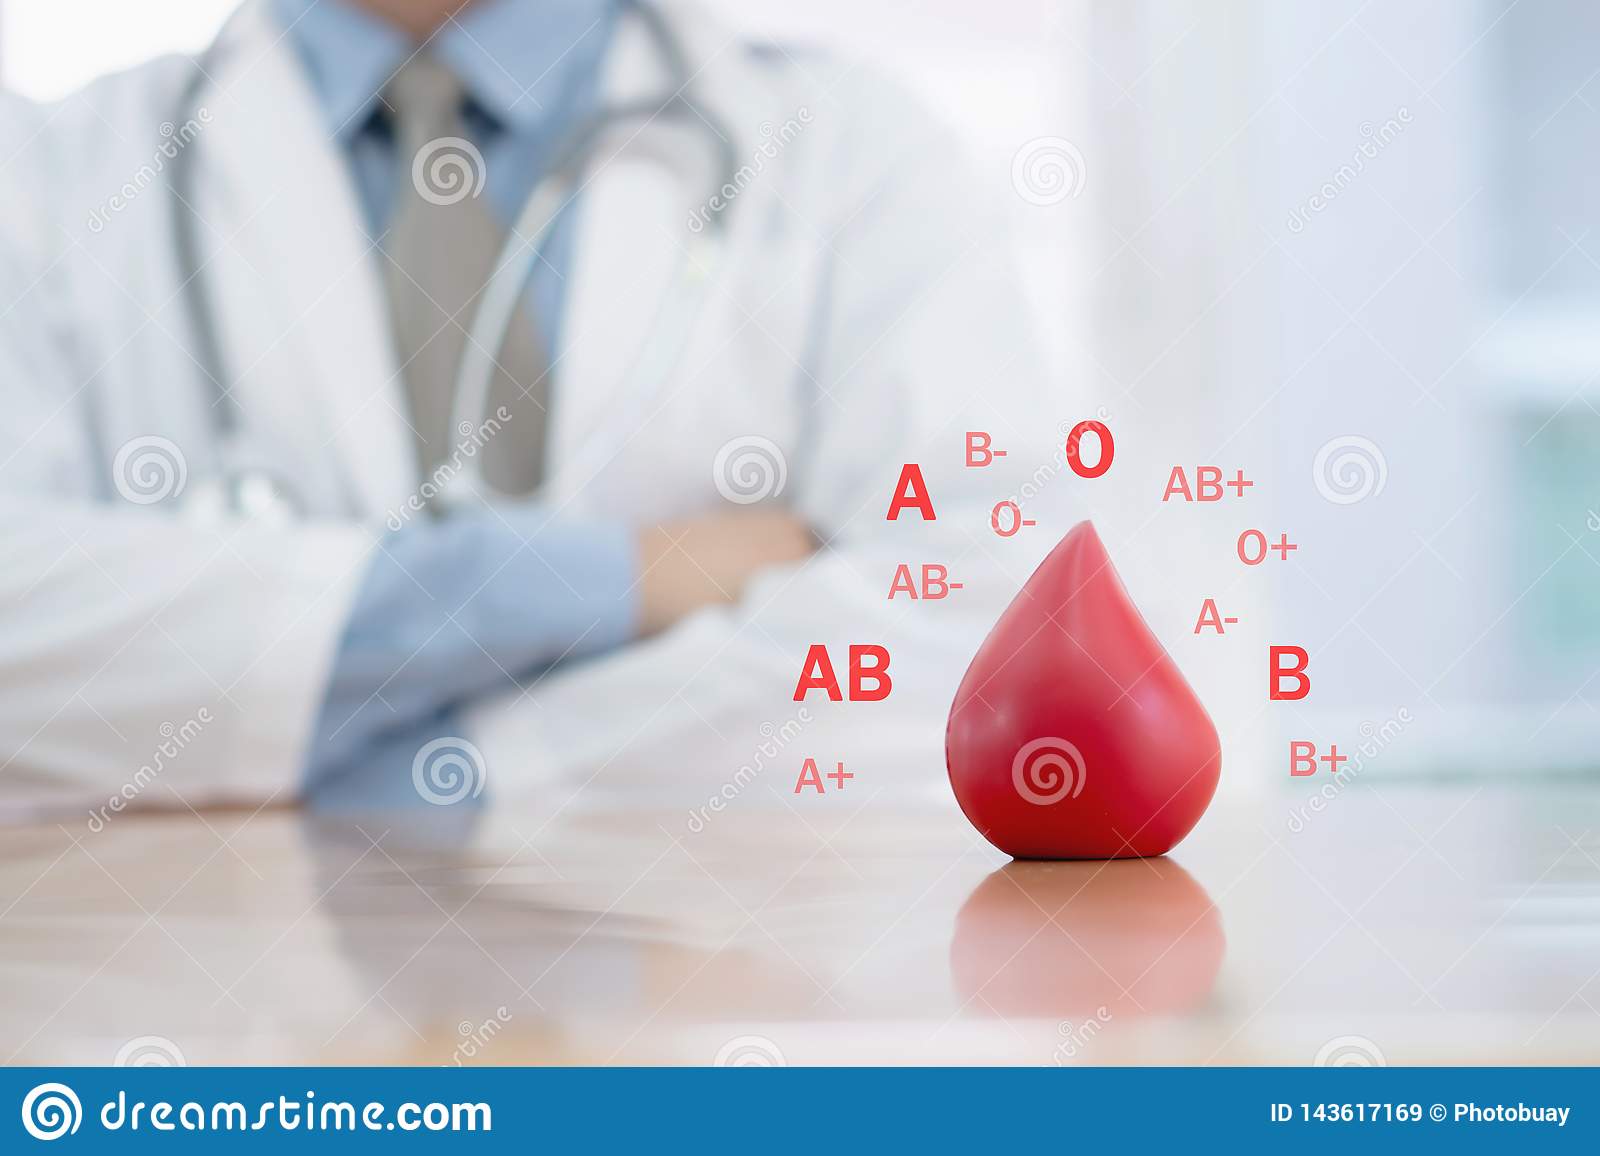 O
B-
A
AB+
O-
O+
AB-
A-
AB
B
B+
A+
dreamstime.com
ID 143617169 © Photobuay